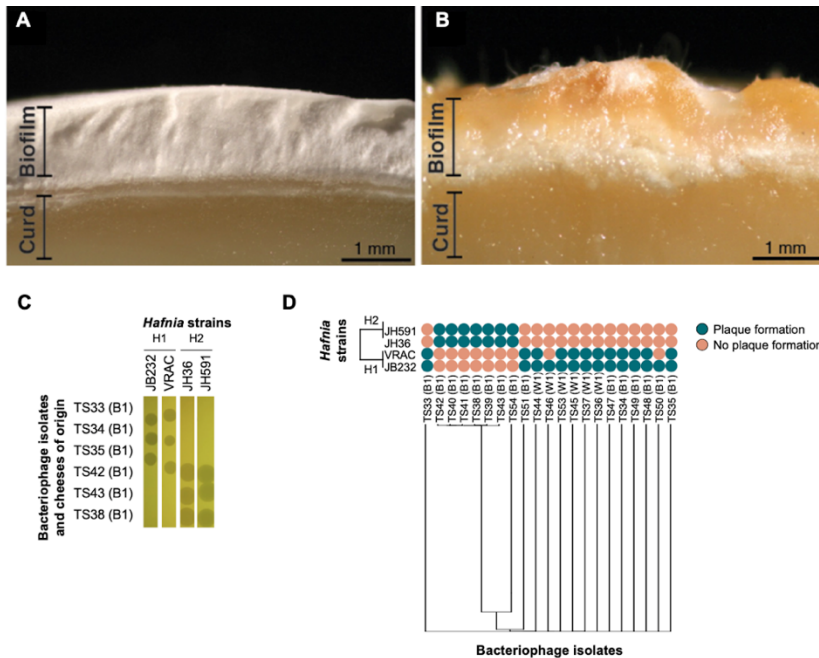 A
Biofilm
Curd
1 mm
B
Biofilm
Curd
1 mm
C
Hafnia strains
H1 H2
JB232
VRAC
JH36
JH591
Bacteriophage isolates
and cheeses of origin
TS33 (B1)
TS34 (B1)
TS35 (B1)
TS42 (B1)
TS43 (B1)
TS38 (B1)
D
Hafnia
strains
H2
H1
JH591
JH36
VRAC
JB232
Plaque formation
No plaque formation
TS33 (B1)
TS42 (B1)
TS40 (B1)
TS41 (B1)
TS38 (B1)
TS39 (B1)
TS43 (B1)
TS54 (B1)
TS51 (B1)
TS44 (W1)
TS46 (W1)
TS53 (W1)
TS45 (W1)
TS37 (W1)
TS36 (W1)
TS47 (B1)
TS34 (B1)
TS49 (B1)
TS48 (B1)
TS50 (B1)
TS35 (B1)
Bacteriophage isolates